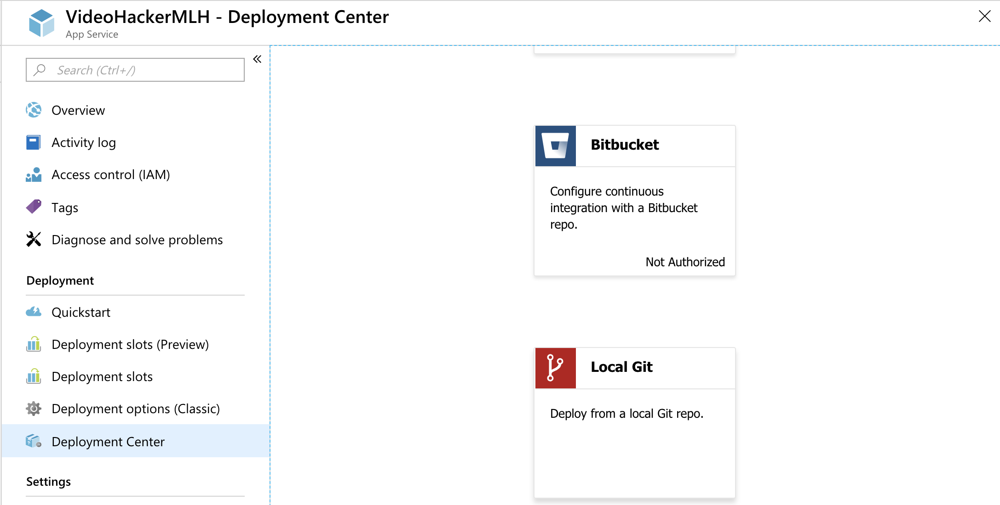 VideoHackerMLH - Deployment Center
App Service
Search (Ctrl+/)
Overview
Activity log
Access control (IAM)
Tags
Diagnose and solve problems
Deployment
Quickstart
Deployment slots (Preview)
Deployment slots
Deployment options (Classic)
Deployment Center
Settings
Bitbucket
Configure continuous
integration with a Bitbucket
repo.
Not Authorized
Local Git
Deploy from a local Git repo.